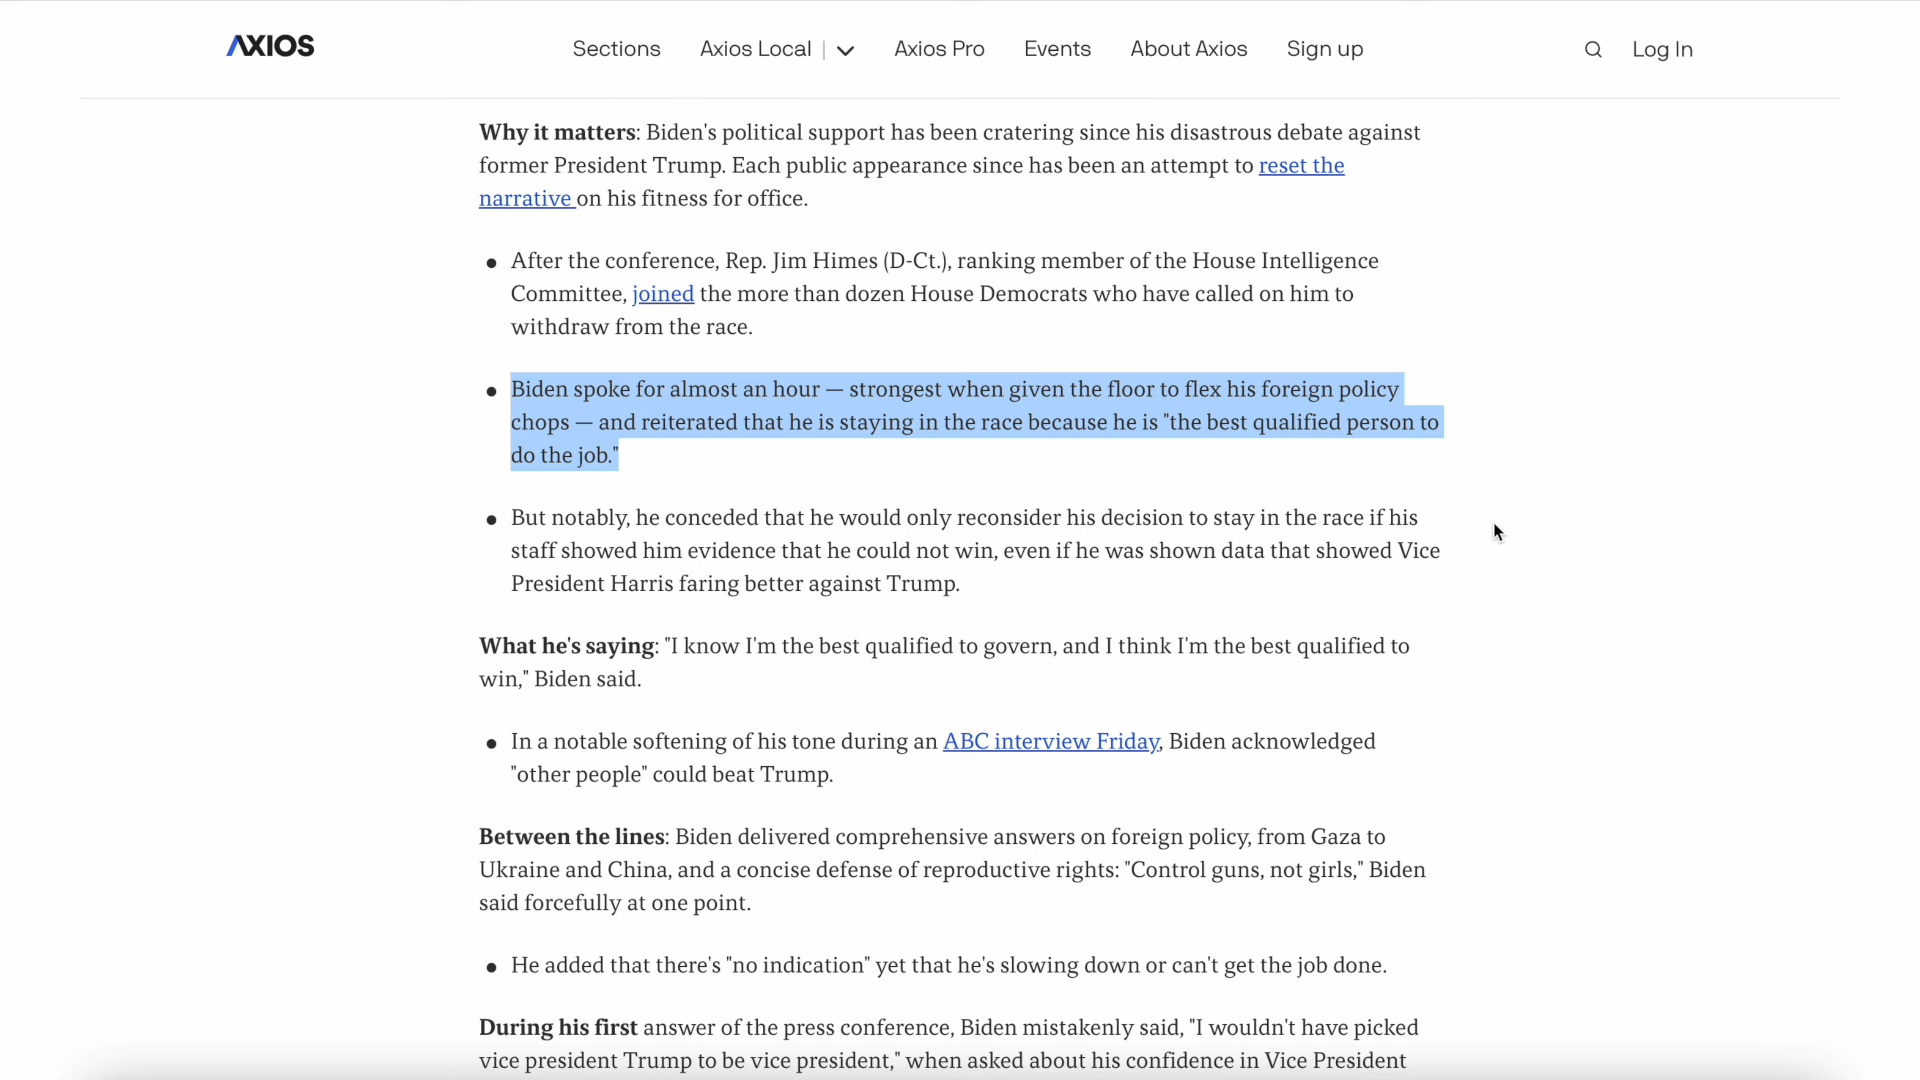 AXIOS
Sections
Axios Local
Axios Pro
Events
About Axios
Sign up
Log In
Why it matters: Biden's political support has been cratering since his disastrous debate against
former President Trump. Each public appearance since has been an attempt to reset the
narrative on his fitness for office.
After the conference, Rep. Jim Himes (D-Ct.), ranking member of the House Intelligence
Committee, joined the more than dozen House Democrats who have called on him to
withdraw from the race.
Biden spoke for almost an hour — strongest when given the floor to flex his foreign policy
chops — and reiterated that he is staying in the race because he is "the best qualified person to
do the job."
But notably, he conceded that he would only reconsider his decision to stay in the race if his
staff showed him evidence that he could not win, even if he was shown data that showed Vice
President Harris faring better against Trump.
What he's saying: "I know I'm the best qualified to govern, and I think I'm the best qualified to
win," Biden said.
In a notable softening of his tone during an ABC interview Friday, Biden acknowledged
"other people" could beat Trump.
Between the lines: Biden delivered comprehensive answers on foreign policy, from Gaza to
Ukraine and China, and a concise defense of reproductive rights: "Control guns, not girls," Biden
said forcefully at one point.
He added that there's "no indication" yet that he's slowing down or can't get the job done.
During his first answer of the press conference, Biden mistakenly said, "I wouldn't have picked
vice president Trump to be vice president," when asked about his confidence in Vice President